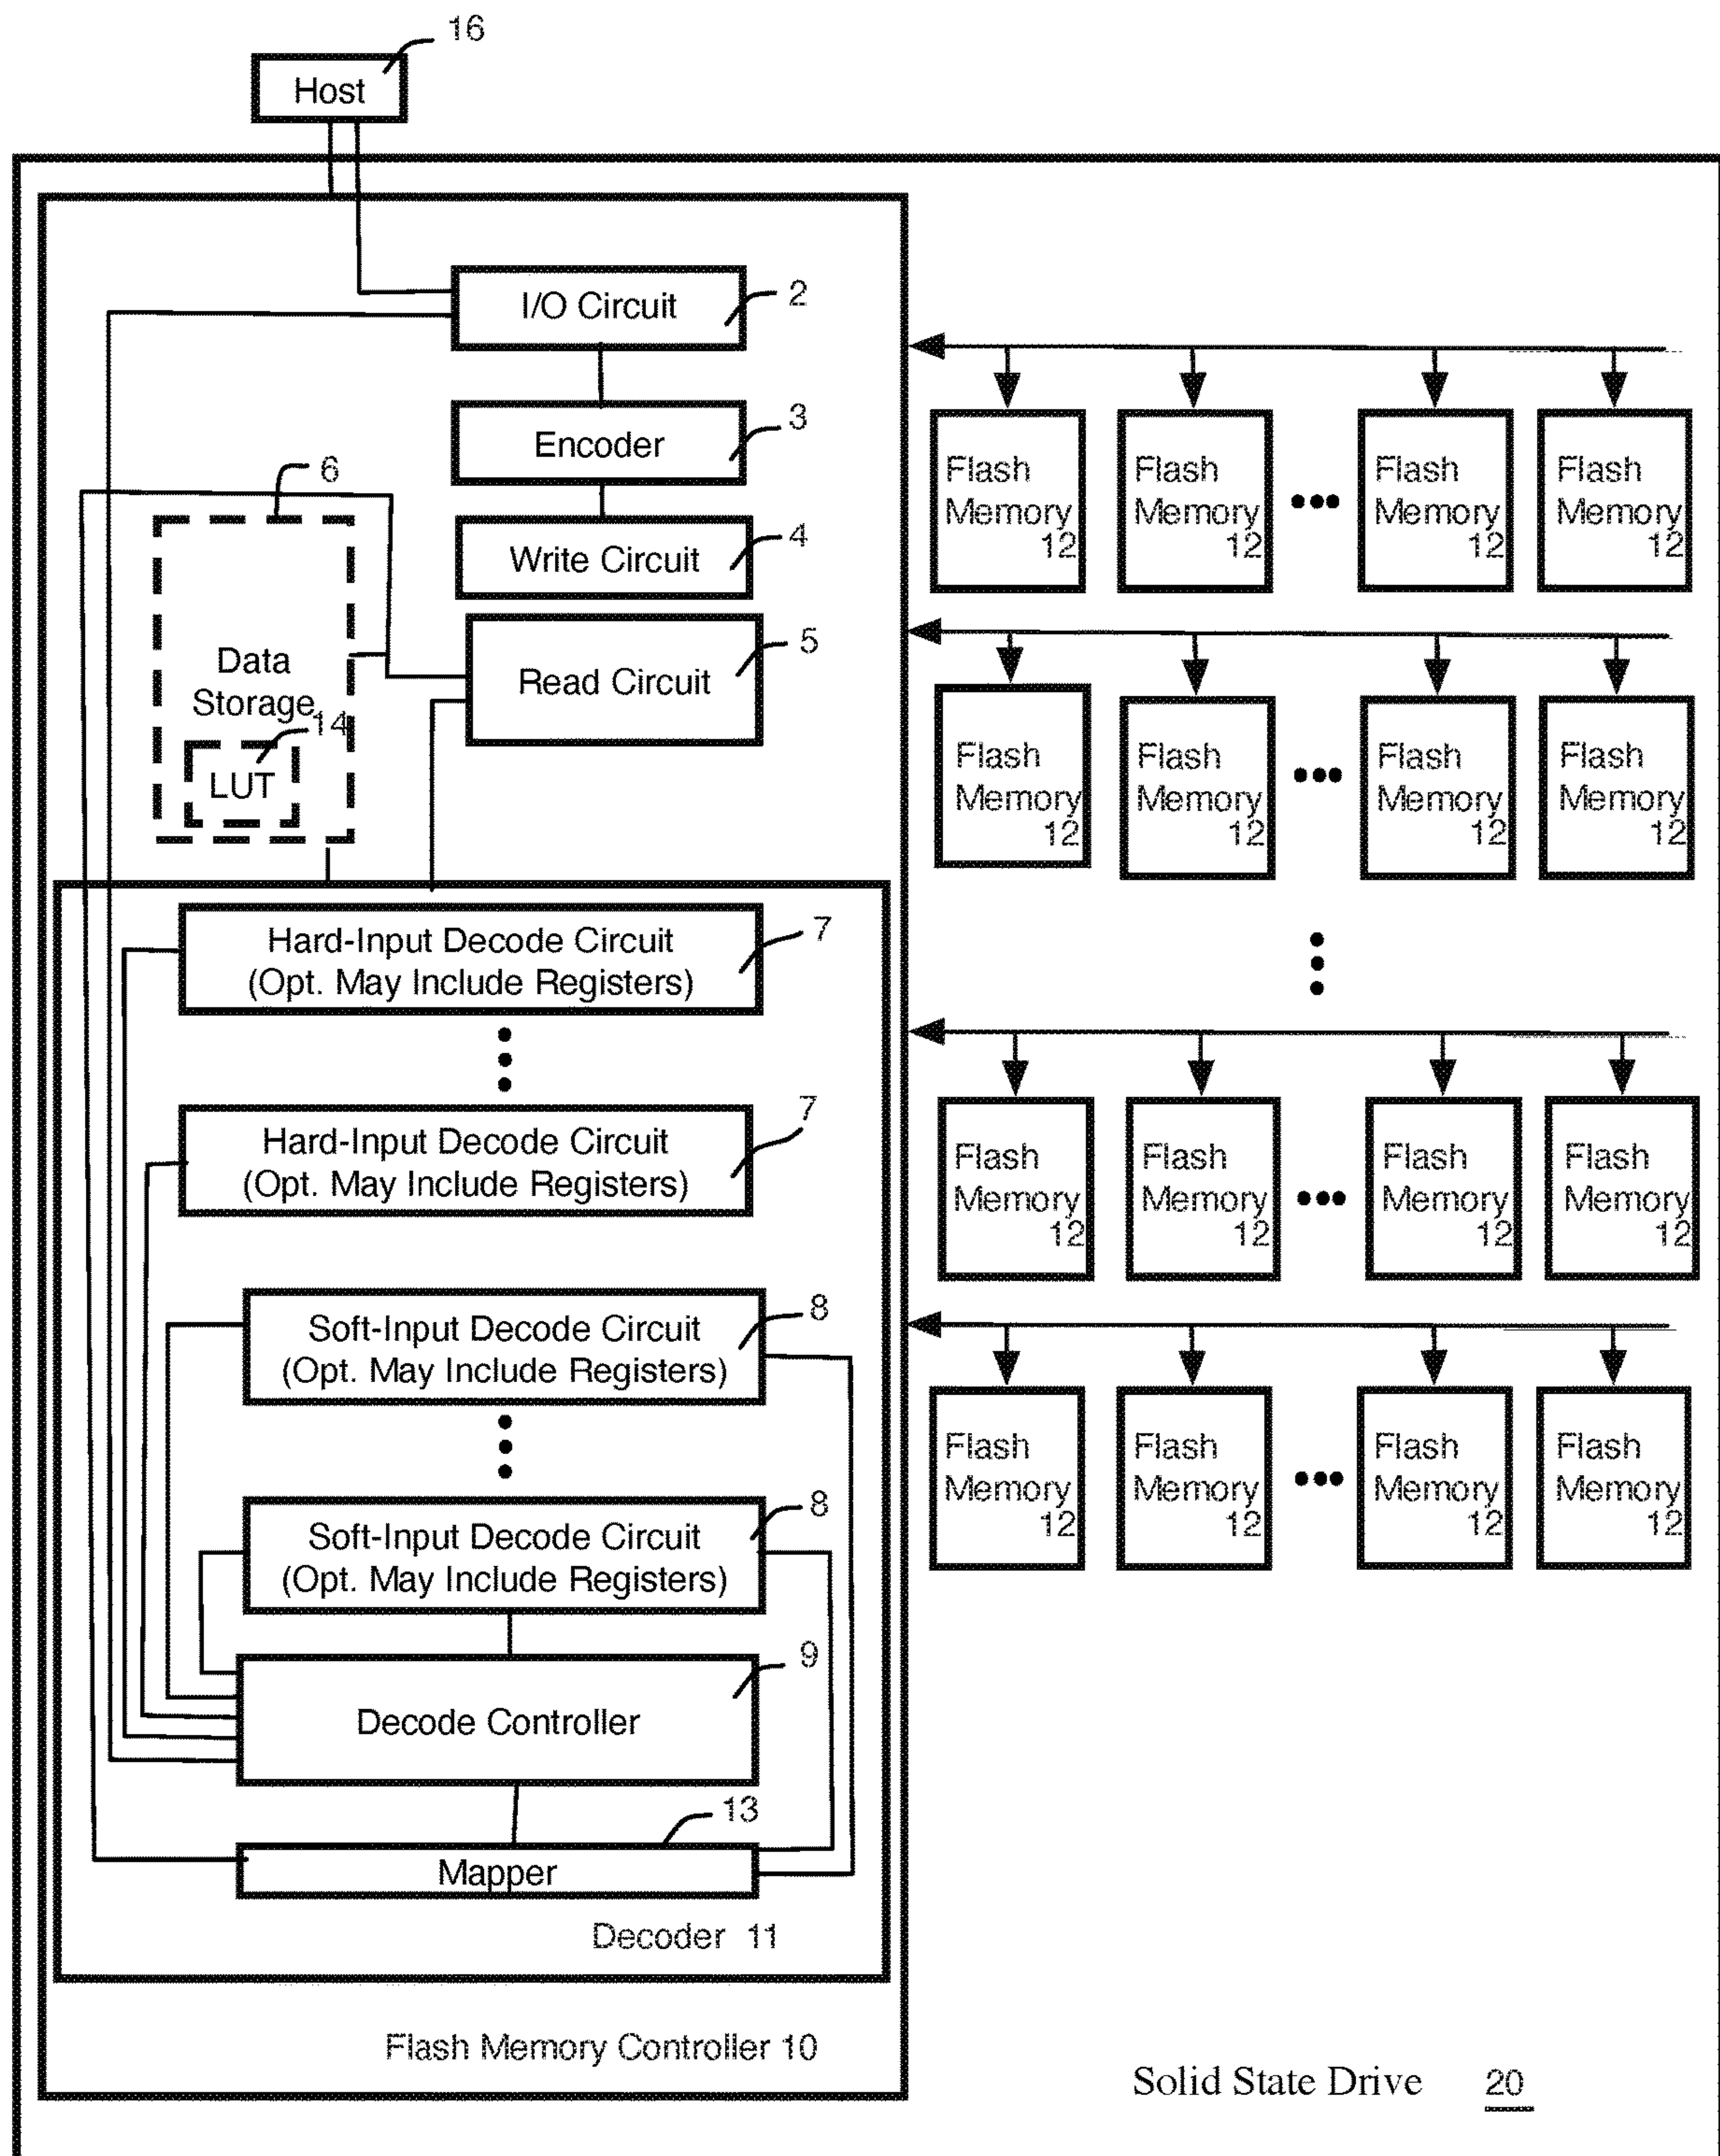 16
Host
I/O Circuit
2
Encoder
3
6
Write Circuit
4
Data
Storage
14
LUT
Read Circuit
5
Hard-Input Decode Circuit
(Opt. May Include Registers)
7
Hard-Input Decode Circuit
(Opt. May Include Registers)
7
Soft-Input Decode Circuit
(Opt. May Include Registers)
8
Soft-Input Decode Circuit
(Opt. May Include Registers)
8
Decode Controller
9
13
Mapper
Decoder 11
Flash Memory Controller 10
Flash
Memory
12
Flash
Memory
12
Flash
Memory
12
Flash
Memory
12
Flash
Memory
12
Flash
Memory
12
Flash
Memory
12
Flash
Memory
12
Flash
Memory
12
Flash
Memory
12
Flash
Memory
12
Flash
Memory
12
Flash
Memory
12
Flash
Memory
12
Flash
Memory
12
Flash
Memory
12
Solid State Drive 20